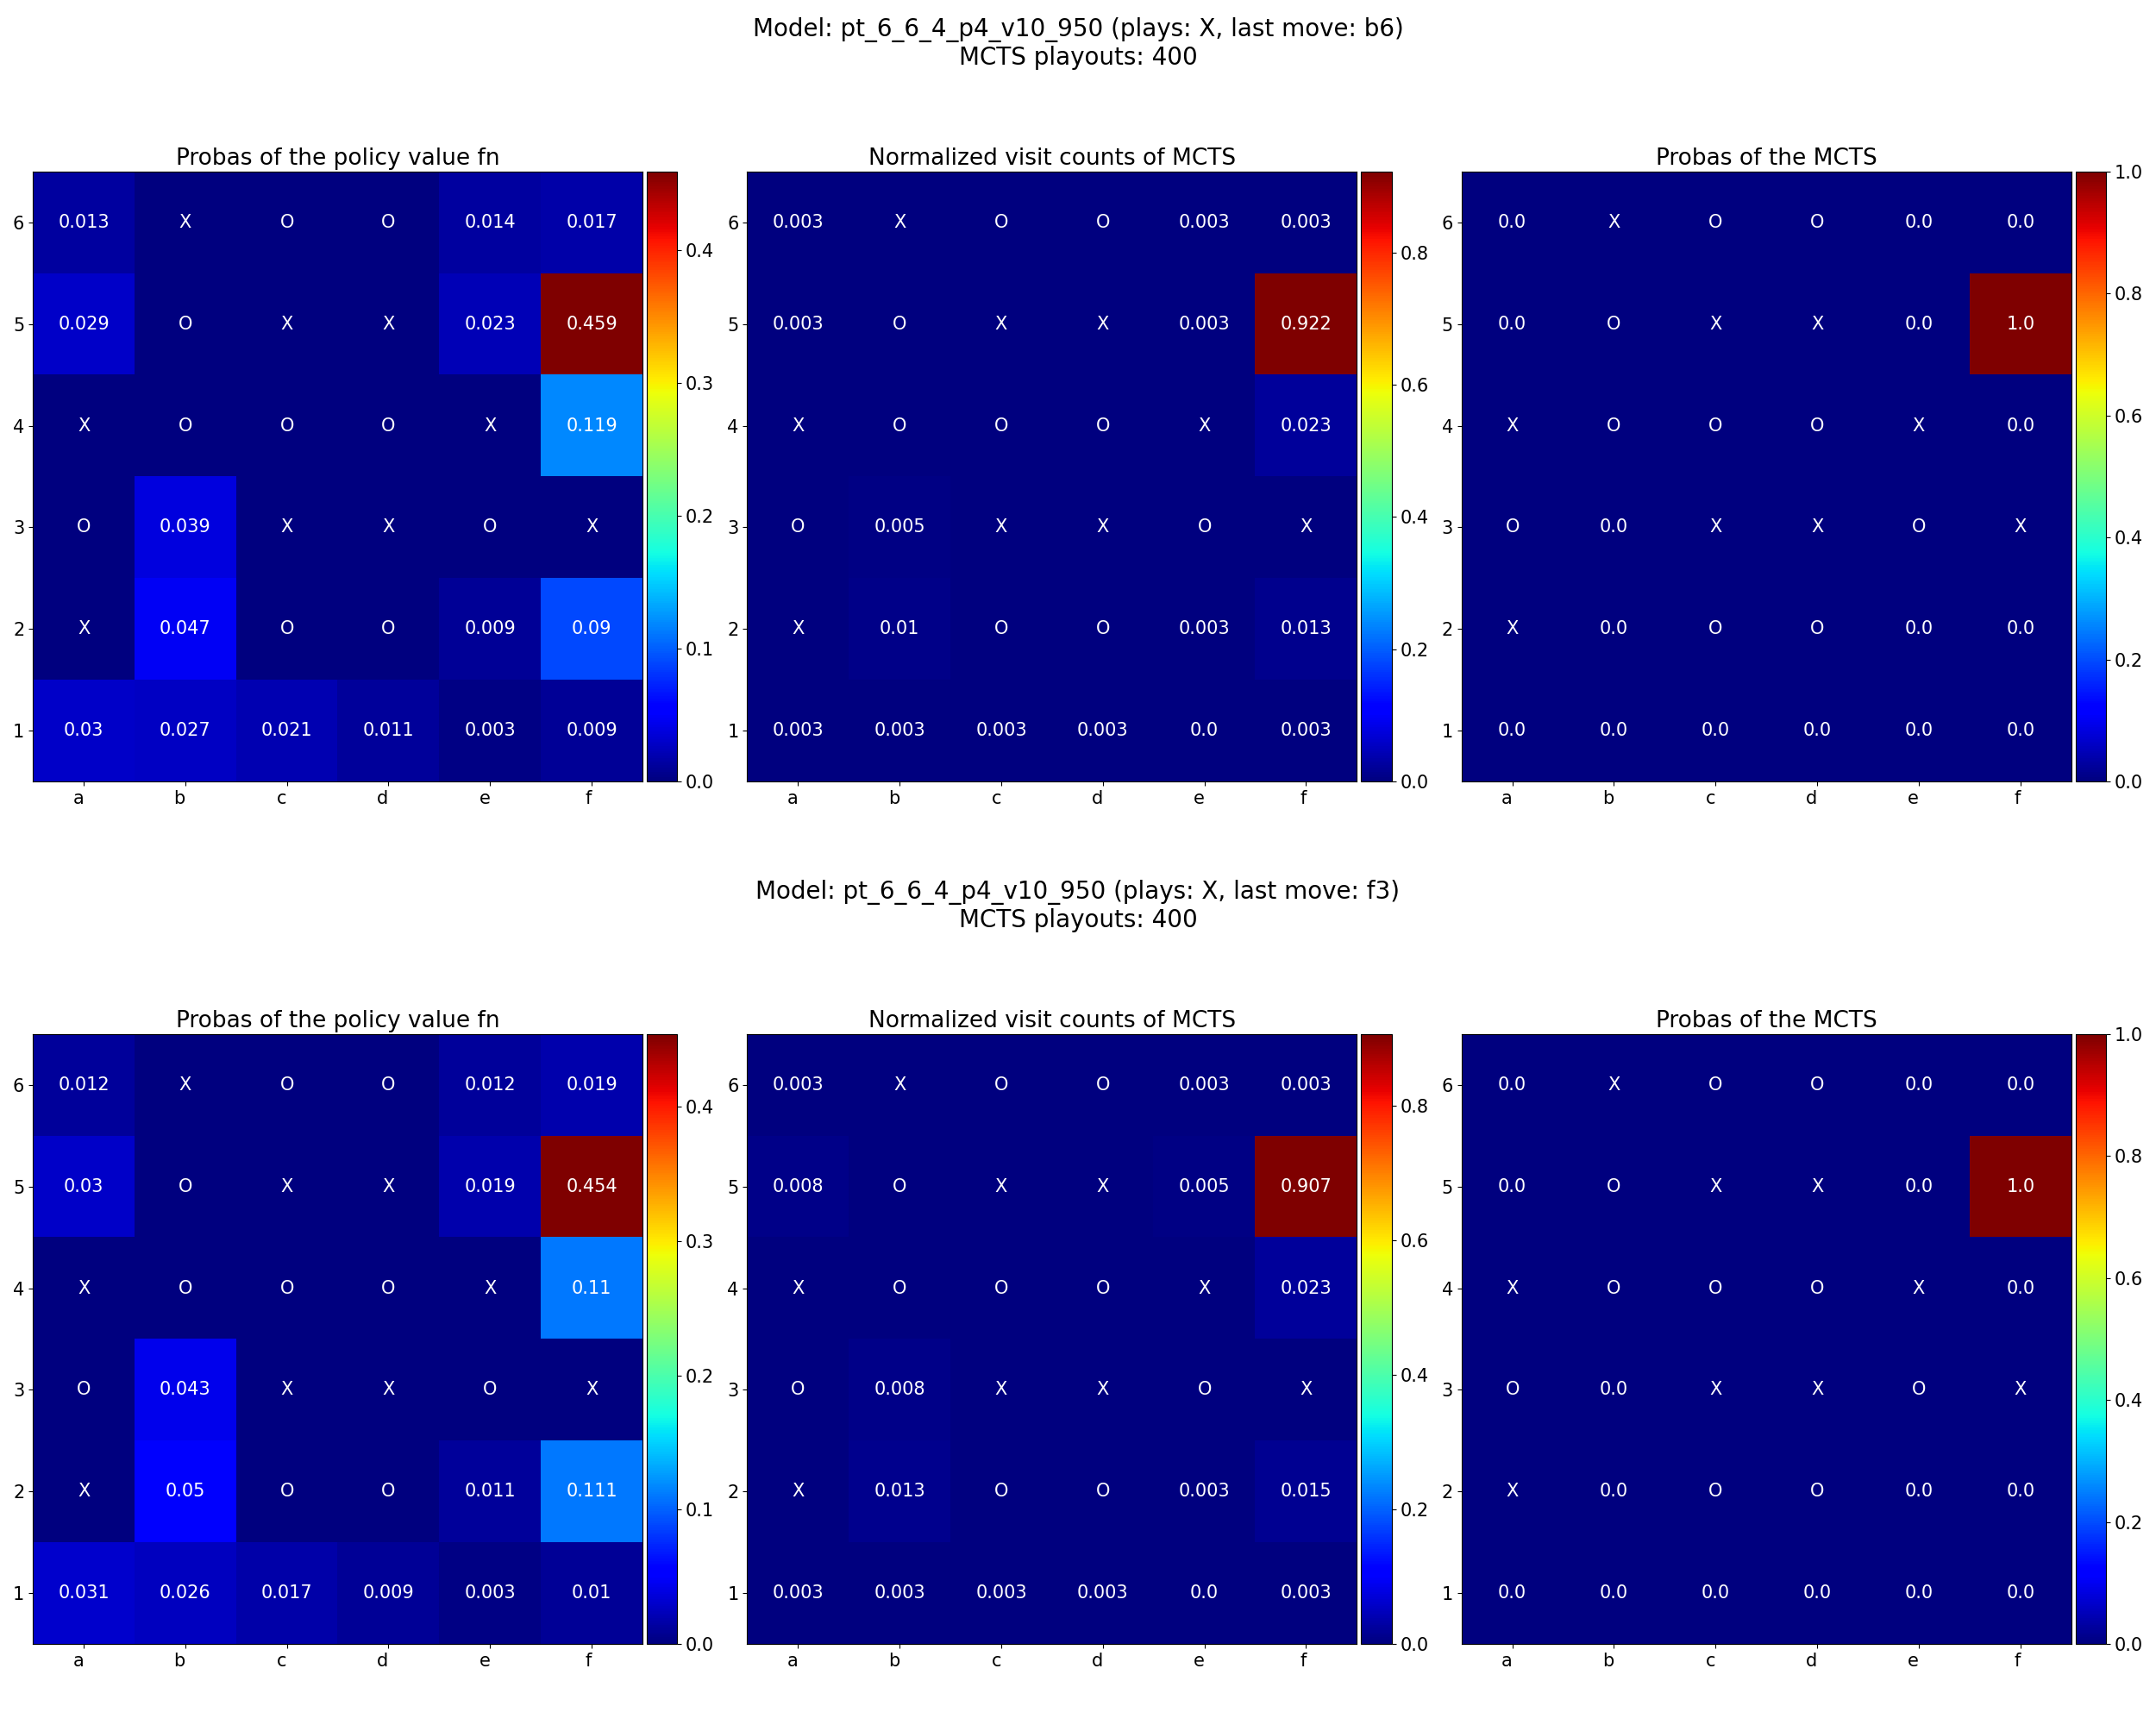 Model: pt_6_6_4_p4_v10_950 (plays: X, last move: b6)
MCTS playouts: 400
Probas of the policy value fn
6 0.013 X O O 0.014 0.017
5 0.029 O X X 0.023 0.459
4 X O O O X 0.119
3 O 0.039 X X O X
2 X 0.047 O O 0.009 0.09
1 0.03 0.027 0.021 0.011 0.003 0.009
a b c d e f
0.4
0.3
0.2
0.1
0.0
Normalized visit counts of MCTS
6 0.003 X O O 0.003 0.003
5 0.003 O X X 0.003 0.922
4 X O O O X 0.023
3 O 0.005 X X O X
2 X 0.01 O O 0.003 0.013
1 0.003 0.003 0.003 0.003 0.0 0.003
a b c d e f
0.8
0.6
0.4
0.2
0.0
Probas of the MCTS
6 0.0 X O O 0.0 0.0
5 0.0 O X X 0.0 1.0
4 X O O O X 0.0
3 O 0.0 X X O X
2 X 0.0 O O 0.0 0.0
1 0.0 0.0 0.0 0.0 0.0 0.0
a b c d e f
1.0
0.8
0.6
0.4
0.2
0.0
Model: pt_6_6_4_p4_v10_950 (plays: X, last move: f3)
MCTS playouts: 400
Probas of the policy value fn
6 0.012 X O O 0.012 0.019
5 0.03 O X X 0.019 0.454
4 X O O O X 0.11
3 O 0.043 X X O X
2 X 0.05 O O 0.011 0.111
1 0.031 0.026 0.017 0.009 0.003 0.01
a b c d e f
0.4
0.3
0.2
0.1
0.0
Normalized visit counts of MCTS
6 0.003 X O O 0.003 0.003
5 0.008 O X X 0.005 0.907
4 X O O O X 0.023
3 O 0.008 X X O X
2 X 0.013 O O 0.003 0.015
1 0.003 0.003 0.003 0.003 0.0 0.003
a b c d e f
0.8
0.6
0.4
0.2
0.0
Probas of the MCTS
6 0.0 X O O 0.0 0.0
5 0.0 O X X 0.0 1.0
4 X O O O X 0.0
3 O 0.0 X X O X
2 X 0.0 O O 0.0 0.0
1 0.0 0.0 0.0 0.0 0.0 0.0
a b c d e f
1.0
0.8
0.6
0.4
0.2
0.0